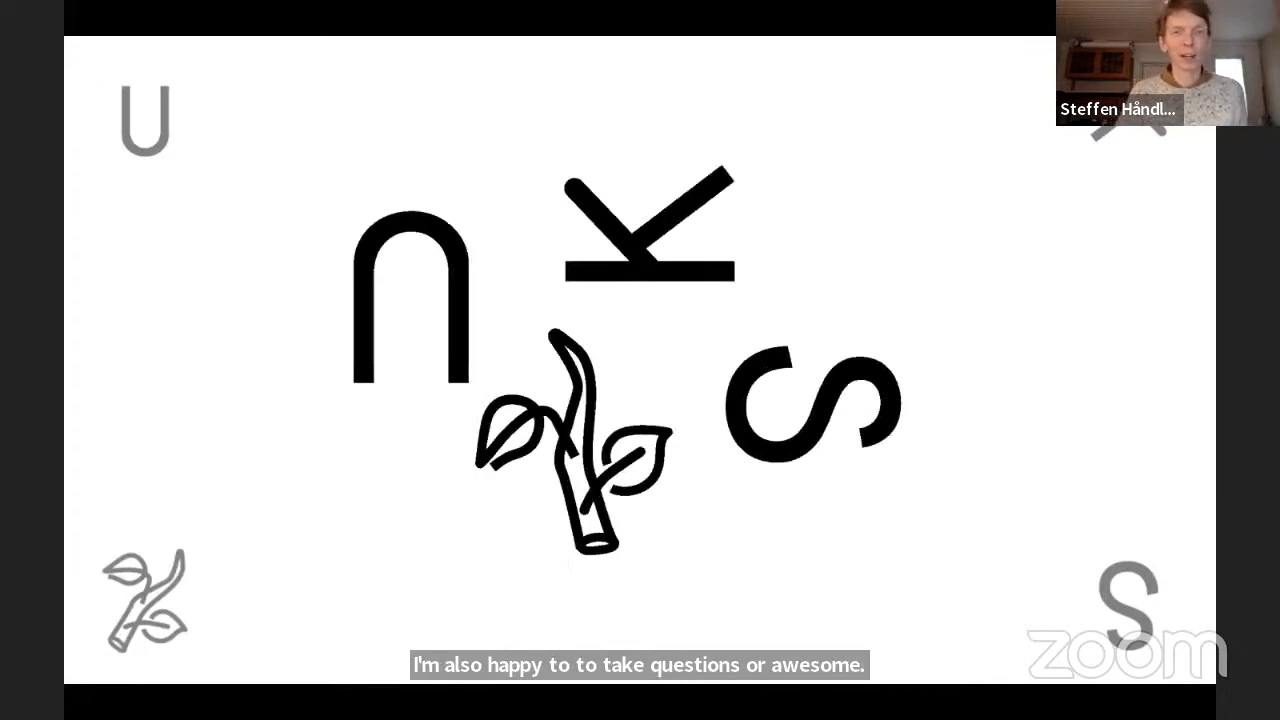 U
Steffen Håndl...
K
U
S
S
zoom
I'm also happy to to take questions or awesome.